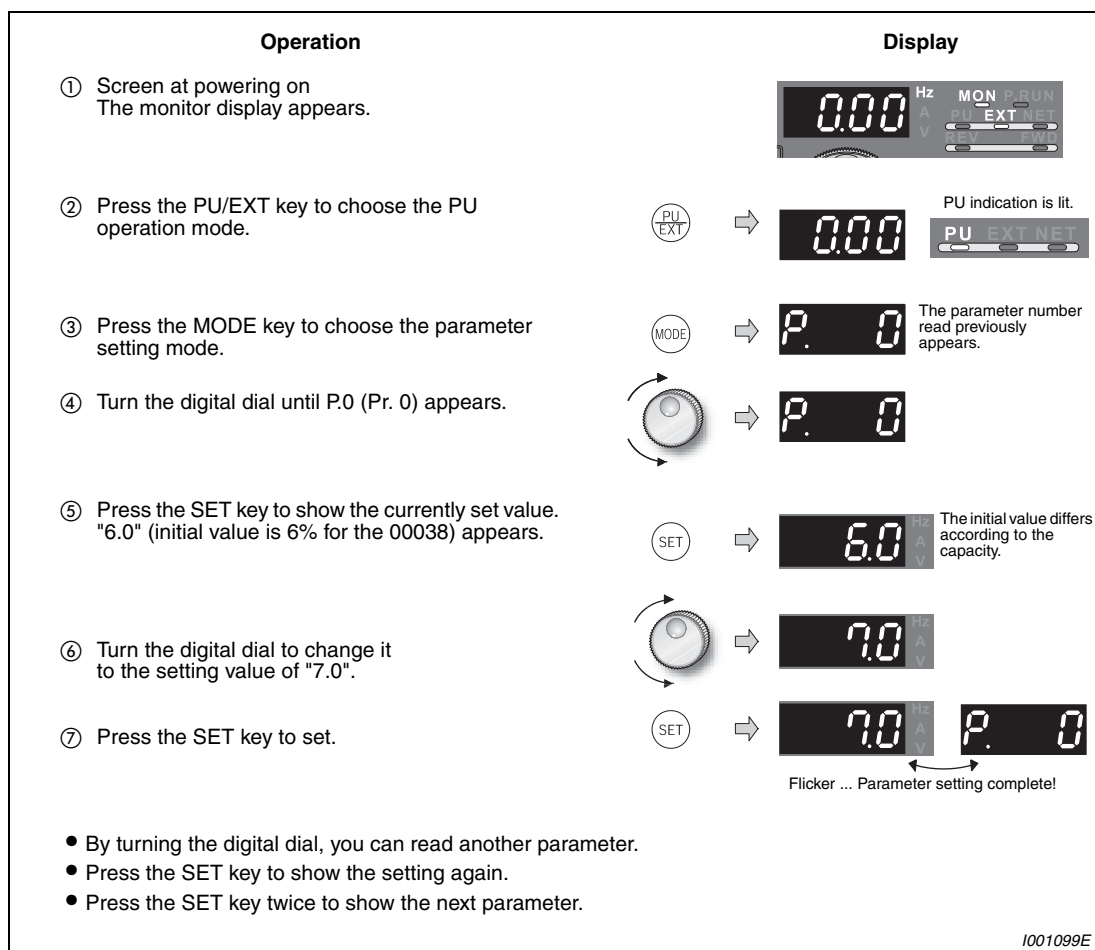 Operation
Display
① Screen at powering on
The monitor display appears.
0.00
Hz
A
V
MON P.RUN
PU EXT NET
REV FWD
② Press the PU/EXT key to choose the PU
operation mode.
PU
EXT
0.00
PU indication is lit.
PU EXT NET
③ Press the MODE key to choose the parameter
setting mode.
MODE
P. 0
The parameter number
read previously
appears.
④ Turn the digital dial until P.0 (Pr. 0) appears.
P. 0
⑤ Press the SET key to show the currently set value.
"6.0" (initial value is 6% for the 00038) appears.
SET
6.0
Hz
A
V
The initial value differs
according to the
capacity.
⑥ Turn the digital dial to change it
to the setting value of "7.0".
7.0
Hz
A
V
⑦ Press the SET key to set.
SET
7.0
Hz
A
V
P. 0
Flicker ... Parameter setting complete!
● By turning the digital dial, you can read another parameter.
● Press the SET key to show the setting again.
● Press the SET key twice to show the next parameter.
I001099E